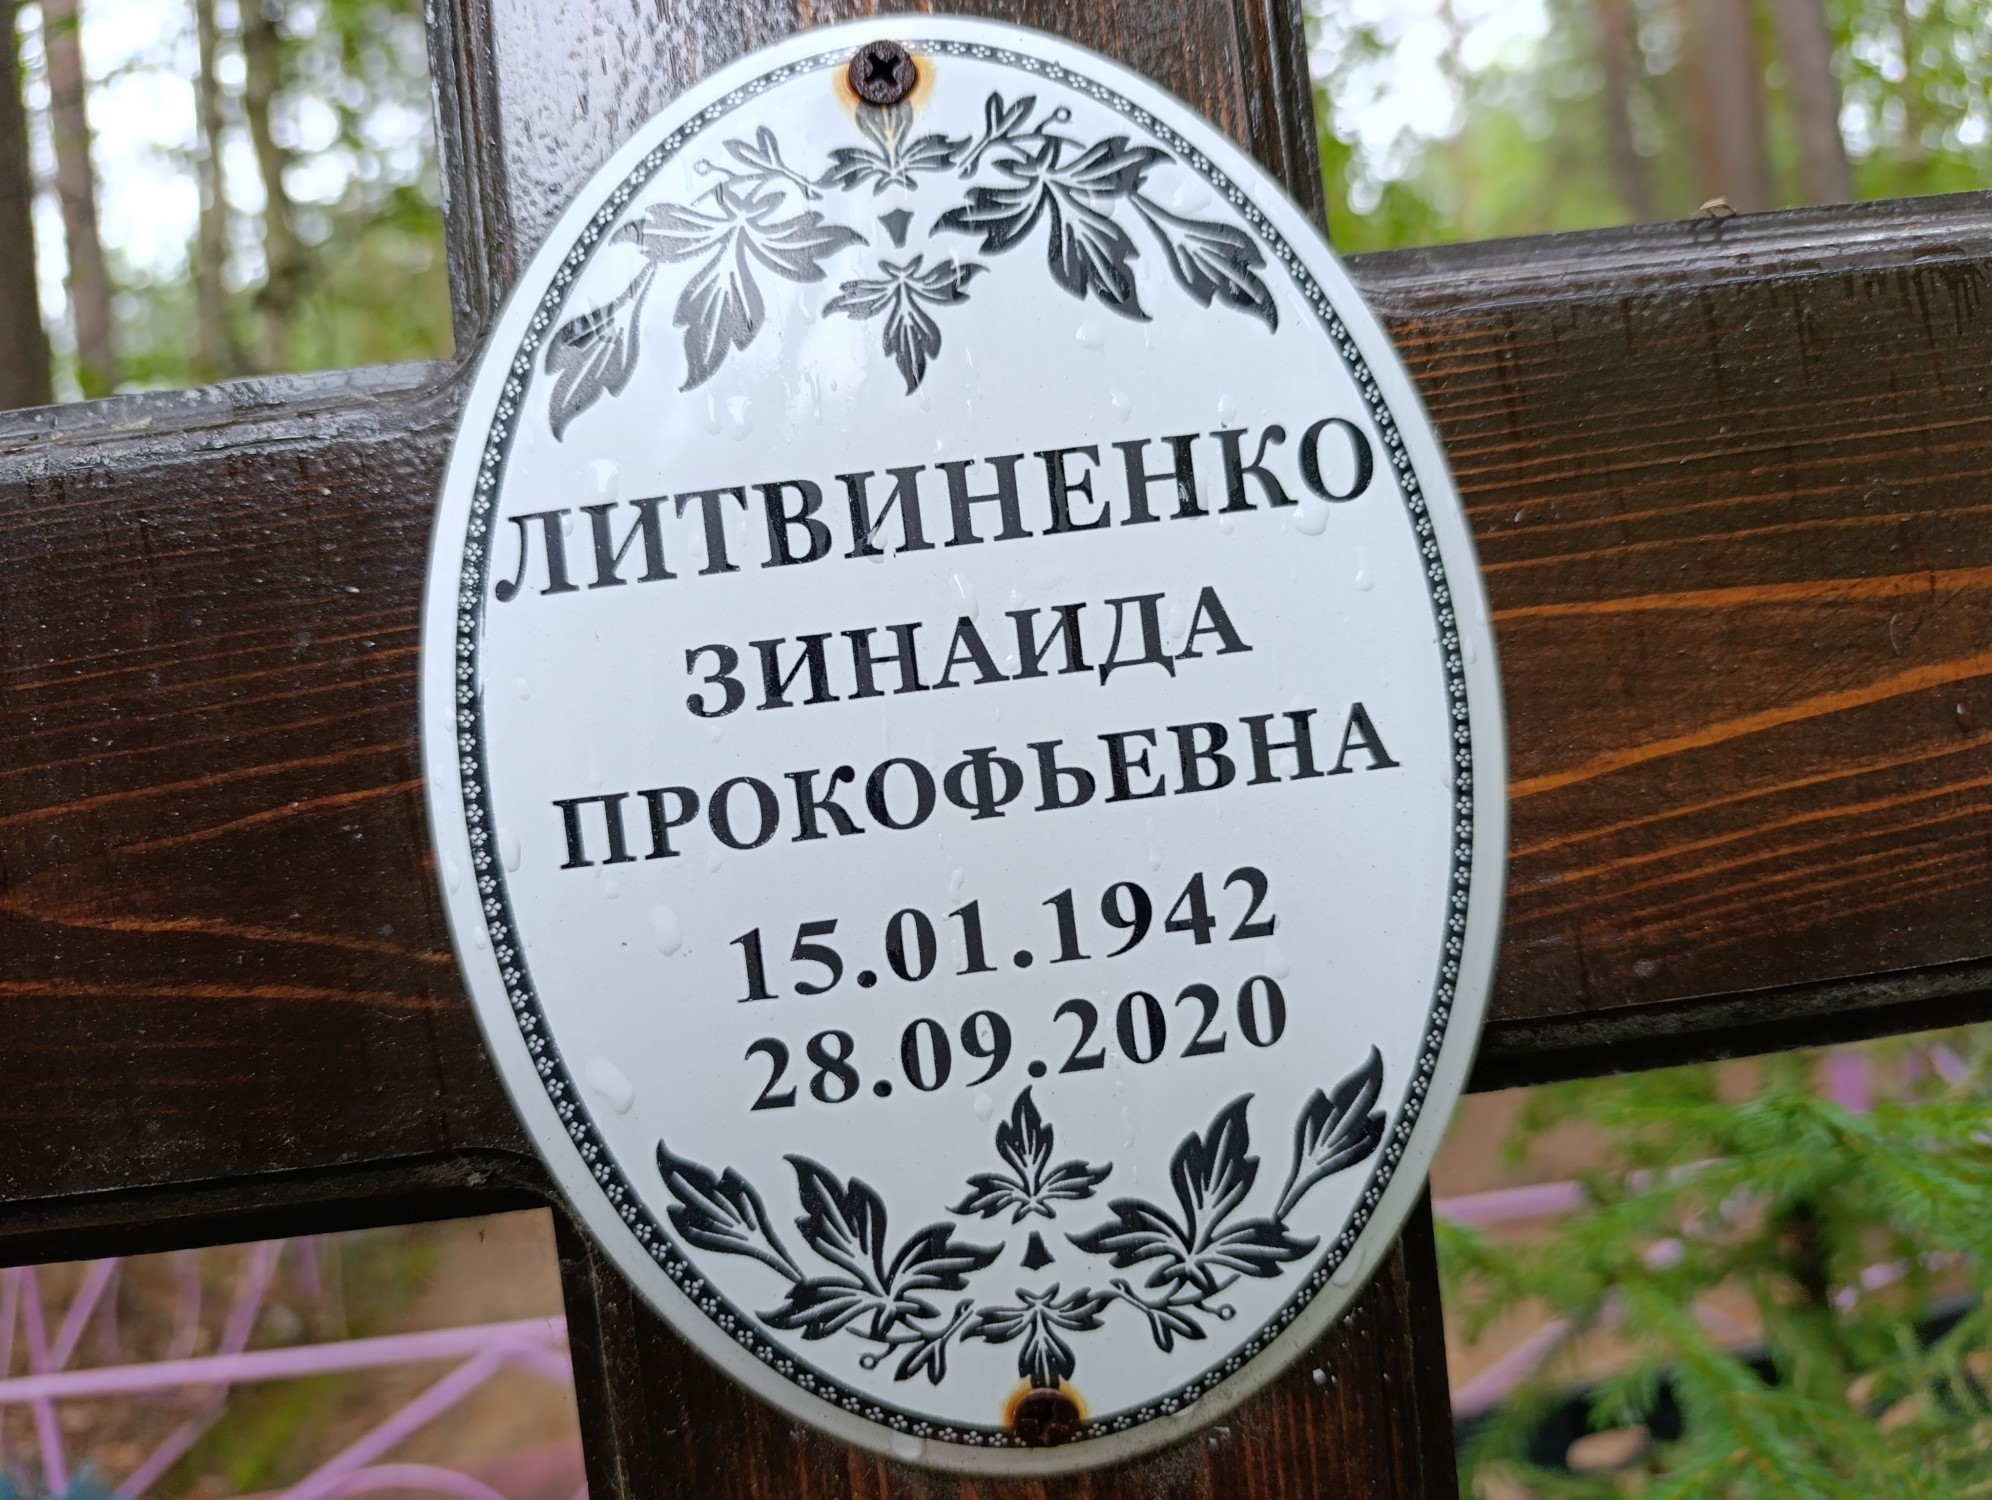 ЛИТВИНЕНКО
ЗИНАИДА
ПРОКОФЬЕВНА
15.01.1942
28.09.2020